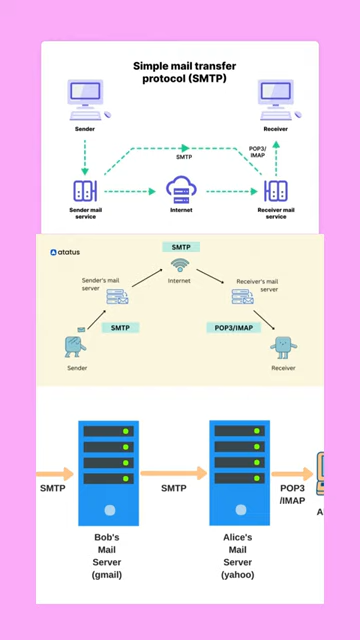 Simple mail transfer
protocol (SMTP)
Sender
Receiver
SMTP
POP3/
IMAP
Sender mail
service
Internet
Receiver mail
service
atatus
SMTP
Sender's mail
server
Internet
Receiver's mail
server
SMTP
POP3/IMAP
Sender
Receiver
SMTP
SMTP
POP3
/IMAP
A
Bob's
Mail
Server
(gmail)
Alice's
Mail
Server
(yahoo)